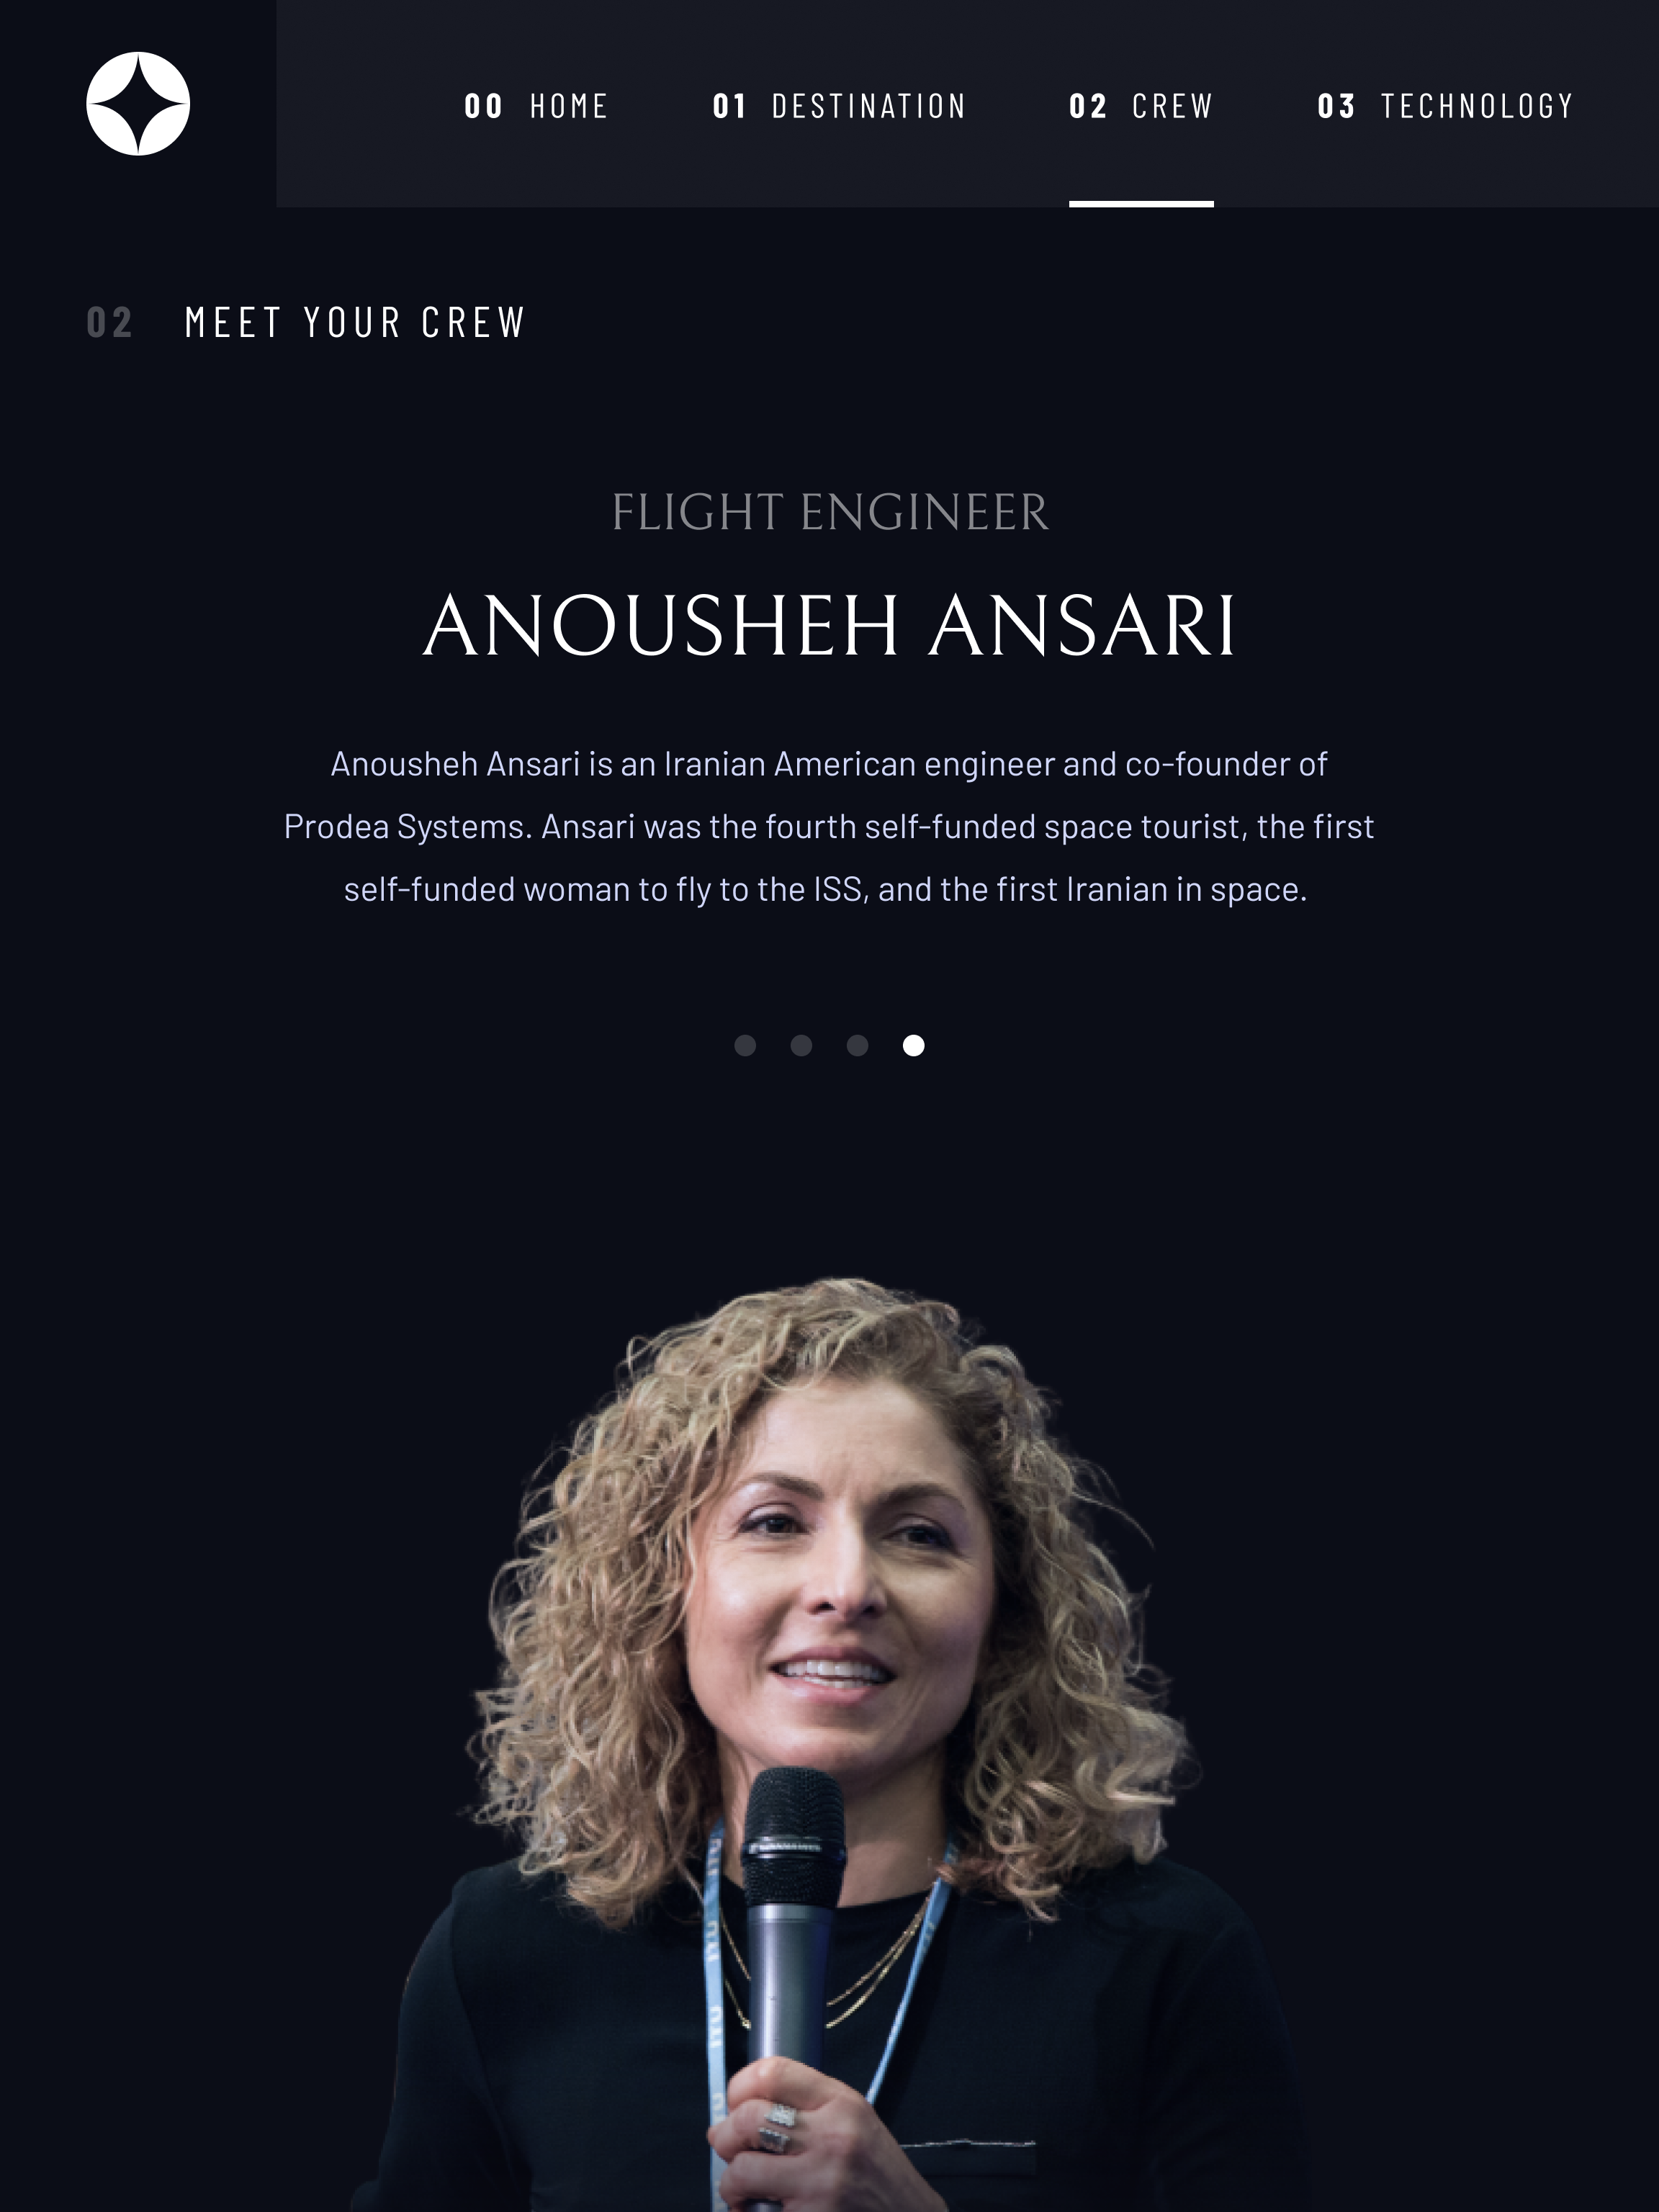 00 HOME 01 DESTINATION 02 CREW 03 TECHNOLOGY
02 MEET YOUR CREW
FLIGHT ENGINEER
ANOUSHEH ANSARI
Anousheh Ansari is an Iranian American engineer and co-founder of
Prodea Systems. Ansari was the fourth self-funded space tourist, the first
self-funded woman to fly to the ISS, and the first Iranian in space.